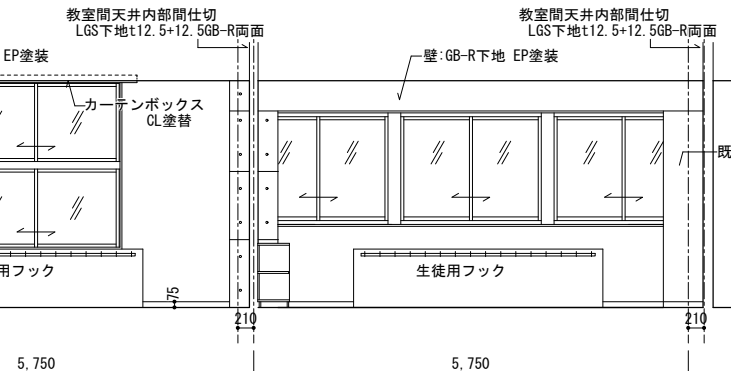 教室間天井内部間仕切
LGS下地t12.5+12.5GB-R両面
教室間天井内部間仕切
LGS下地t12.5+12.5GB-R両面
EP塗装
壁:GB-R下地 EP塗装
カーテンボックス
CL塗替
既
用フック
生徒用フック
75
210
210
5,750
5,750